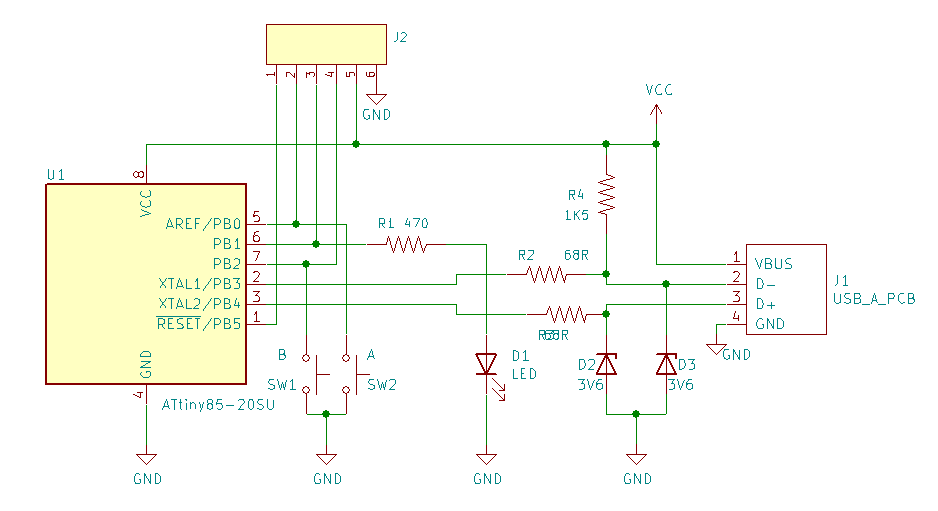 J2
1 2 3 4 5 6
GND
VCC
U1
8
VCC
R4
1K5
AREF/PB0 5
R1 470
PB1 6
PB2 7
R2 68R
1 VBUS
XTAL1/PB3 2
2 D-
J1
XTAL2/PB4 3
3 D+
USB_A_PCB
RESET/PB5 1
4 GND
68R
GND
GND
B
A
D1
LED
D2
3V6
D3
3V6
SW1
SW2
4
ATtiny85-20SU
GND
GND
GND
GND